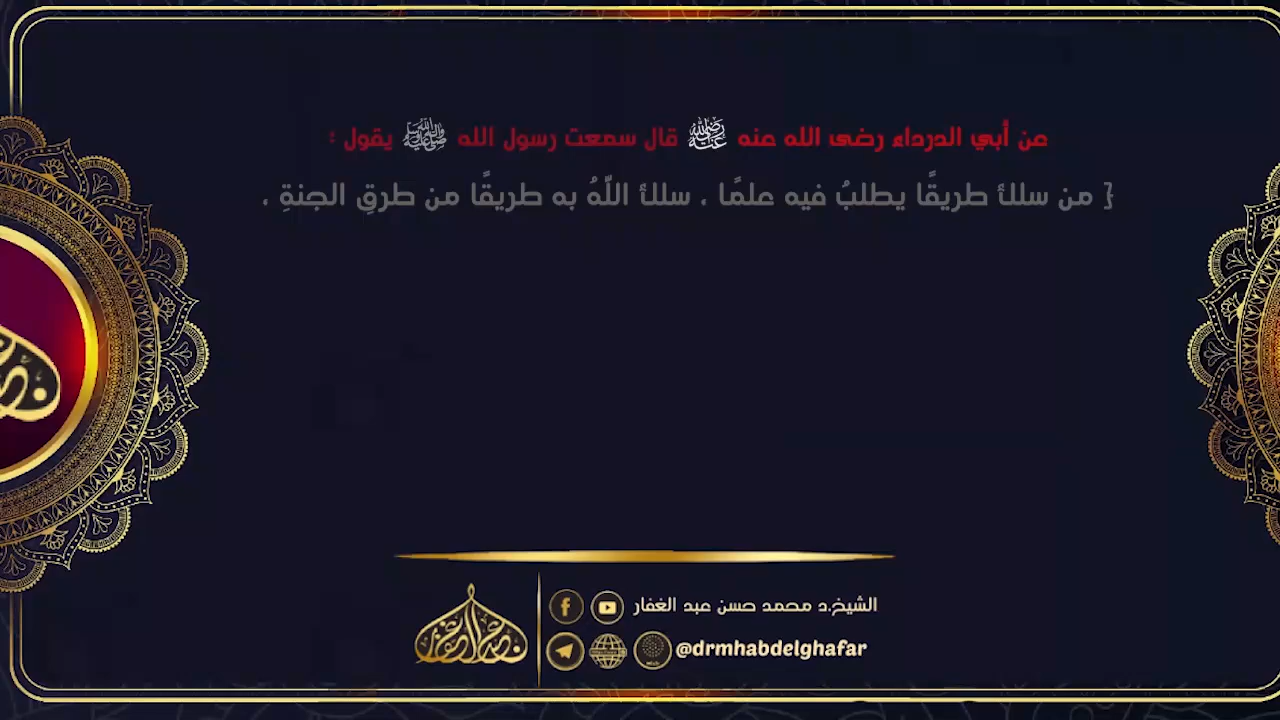 عن أبي الدرداء رضى الله عنه ﵁ قال سمعت رسول الله ﷺ يقول :
{ من سلك طريقًا يطلبُ فيه علمًا ، سلك اللّهُ به طريقًا من طرقِ الجنةِ ،
الشيخ.د محمد حسن عبد الغفار
@drmhabdelghafar